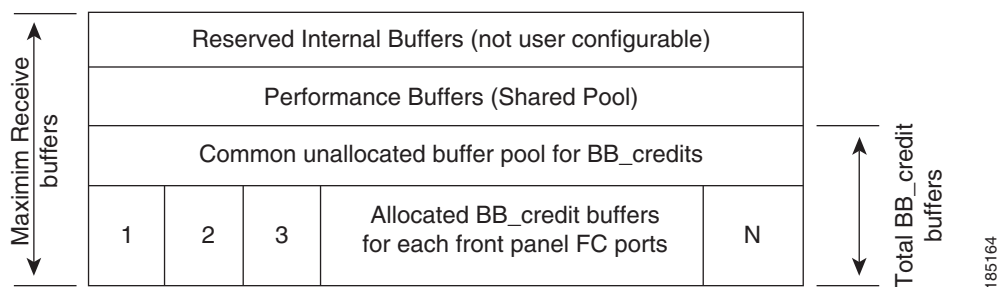 Maximim Receive
buffers
Reserved Internal Buffers (not user configurable)
Performance Buffers (Shared Pool)
Common unallocated buffer pool for BB_credits
1
2
3
Allocated BB_credit buffers
for each front panel FC ports
N
Total BB_credit
buffers
185164